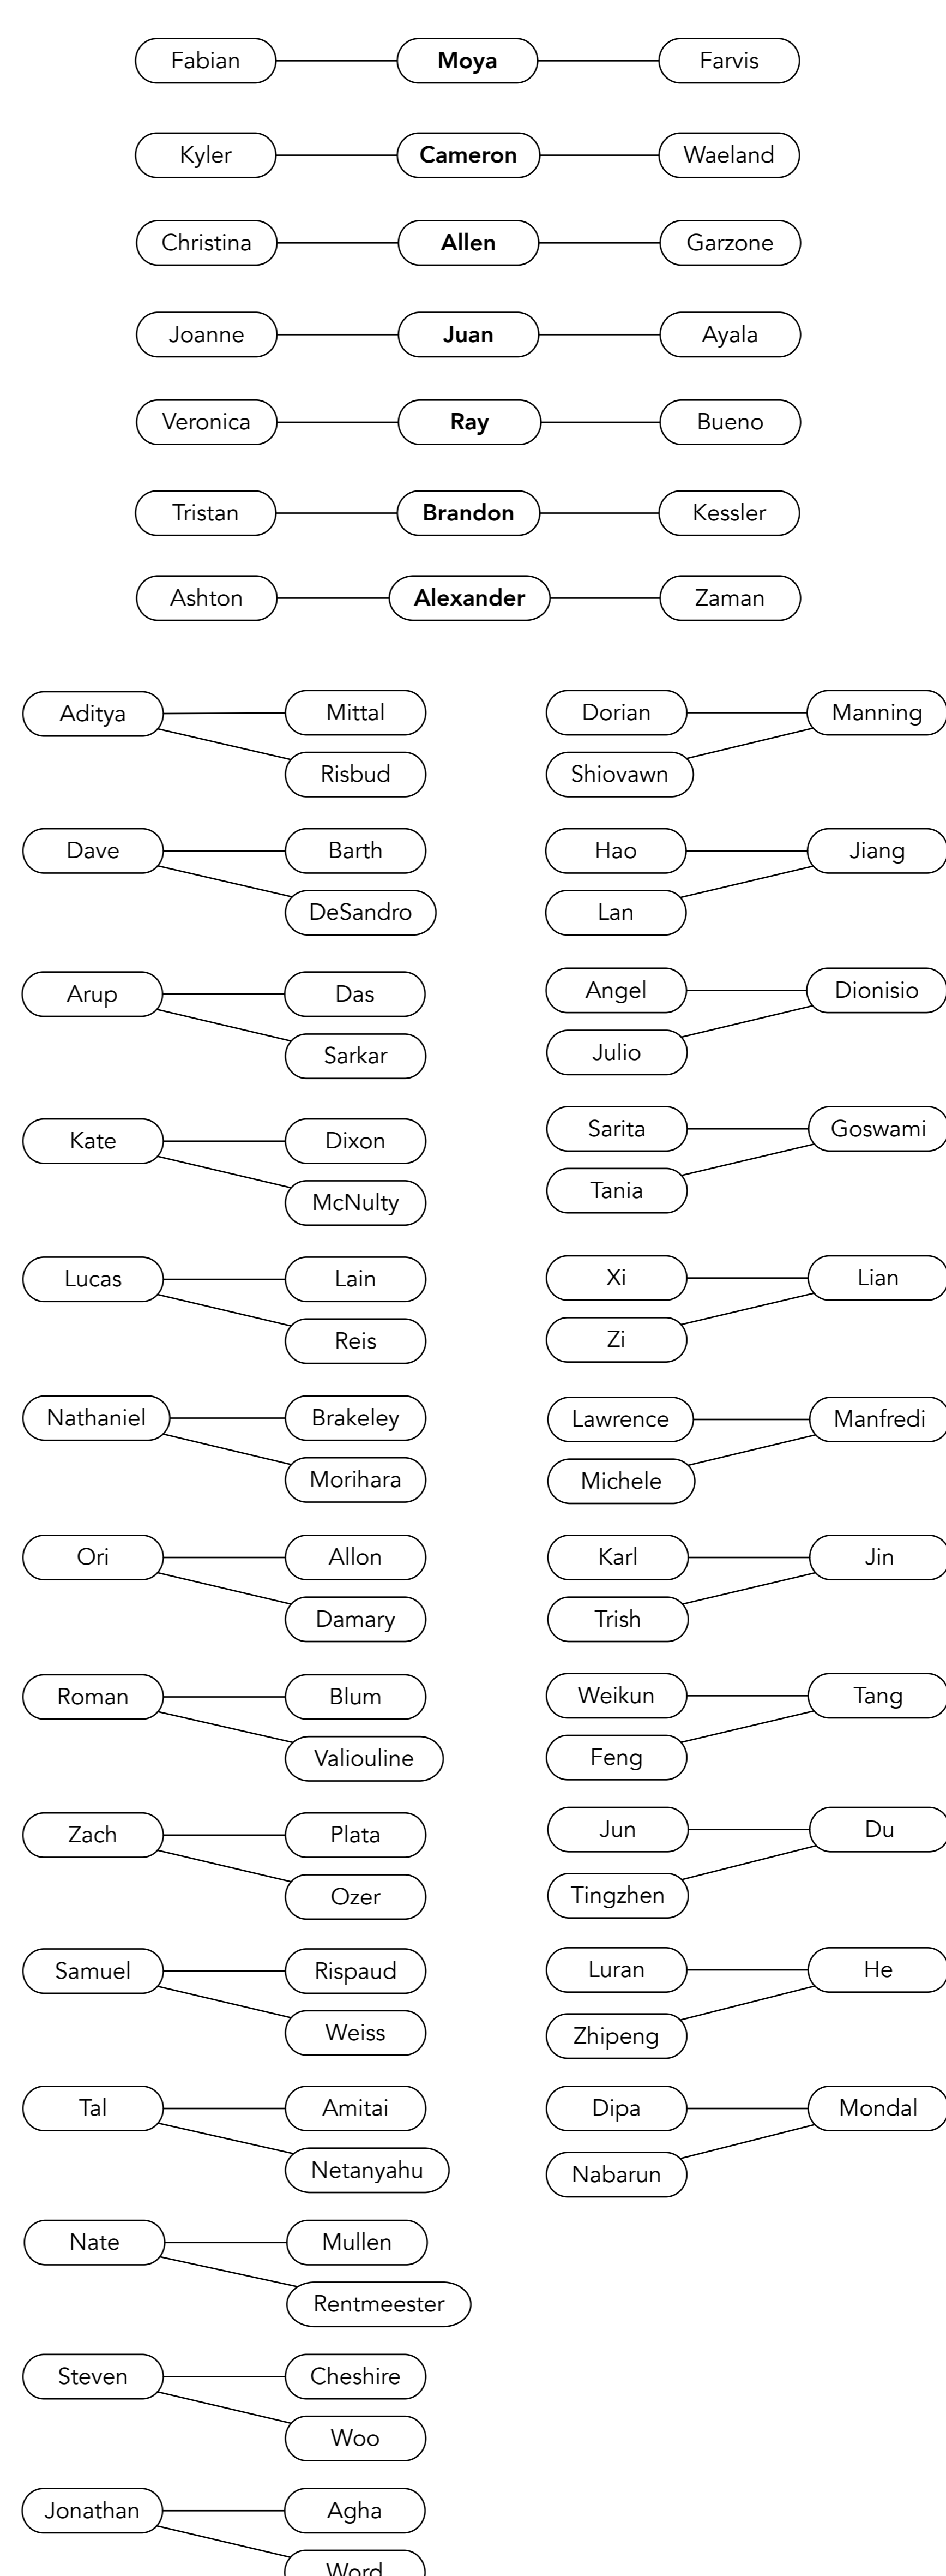 Fabian Moya Farvis
Kyler Cameron Waeland
Christina Allen Garzone
Joanne Juan Ayala
Veronica Ray Bueno
Tristan Brandon Kessler
Ashton Alexander Zaman
Aditya Mittal
Risbud
Dave Barth
DeSandro
Arup Das
Sarkar
Kate Dixon
McNulty
Lucas Lain
Reis
Nathaniel Brakeley
Morihara
Ori Allon
Damary
Roman Blum
Valiouline
Zach Plata
Ozer
Samuel Rispaud
Weiss
Tal Amitai
Netanyahu
Nate Mullen
Rentmeester
Steven Cheshire
Woo
Jonathan Agha
Word
Dorian Manning
Shiovawn
Hao Jiang
Lan
Angel Dionisio
Julio
Sarita Goswami
Tania
Xi Lian
Zi
Lawrence Manfredi
Michele
Karl Jin
Trish
Weikun Tang
Feng
Jun Du
Tingzhen
Luran He
Zhipeng
Dipa Mondal
Nabarun